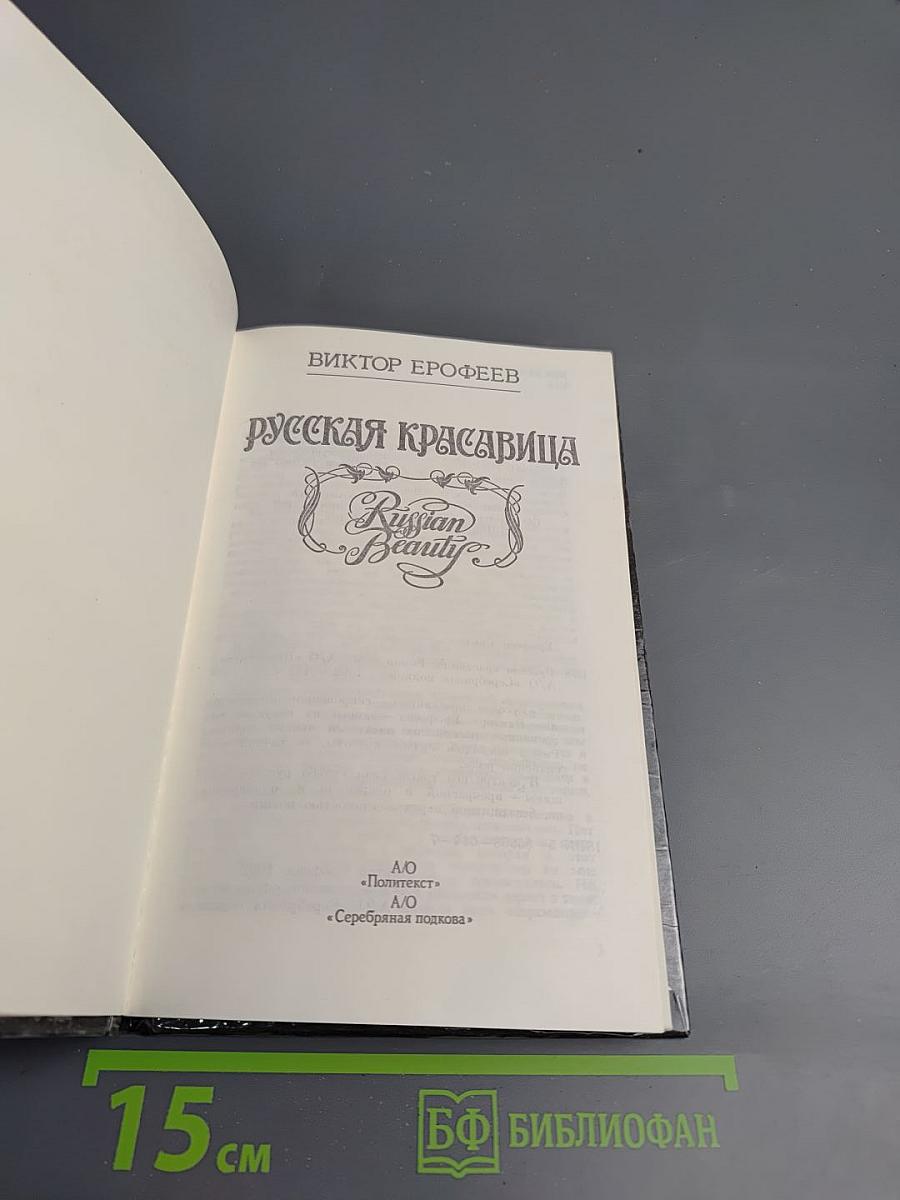 ВИКТОР ЕРОФЕЕВ
РУССКАЯ КРАСАВИЦА
Russian
Beauty
А/О
«Политекст»
А/О
«Серебряная подкова»
15 см
БФ БИБЛИОФАН